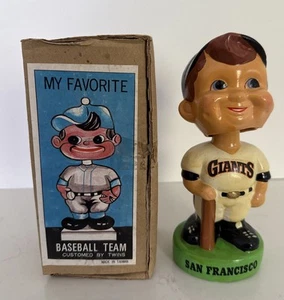 MY FAVORITE
BASEBALL TEAM
CUSTOMED BY TWINS
MADE IN TAIWAN
GIANTS
SAN FRANCISCO